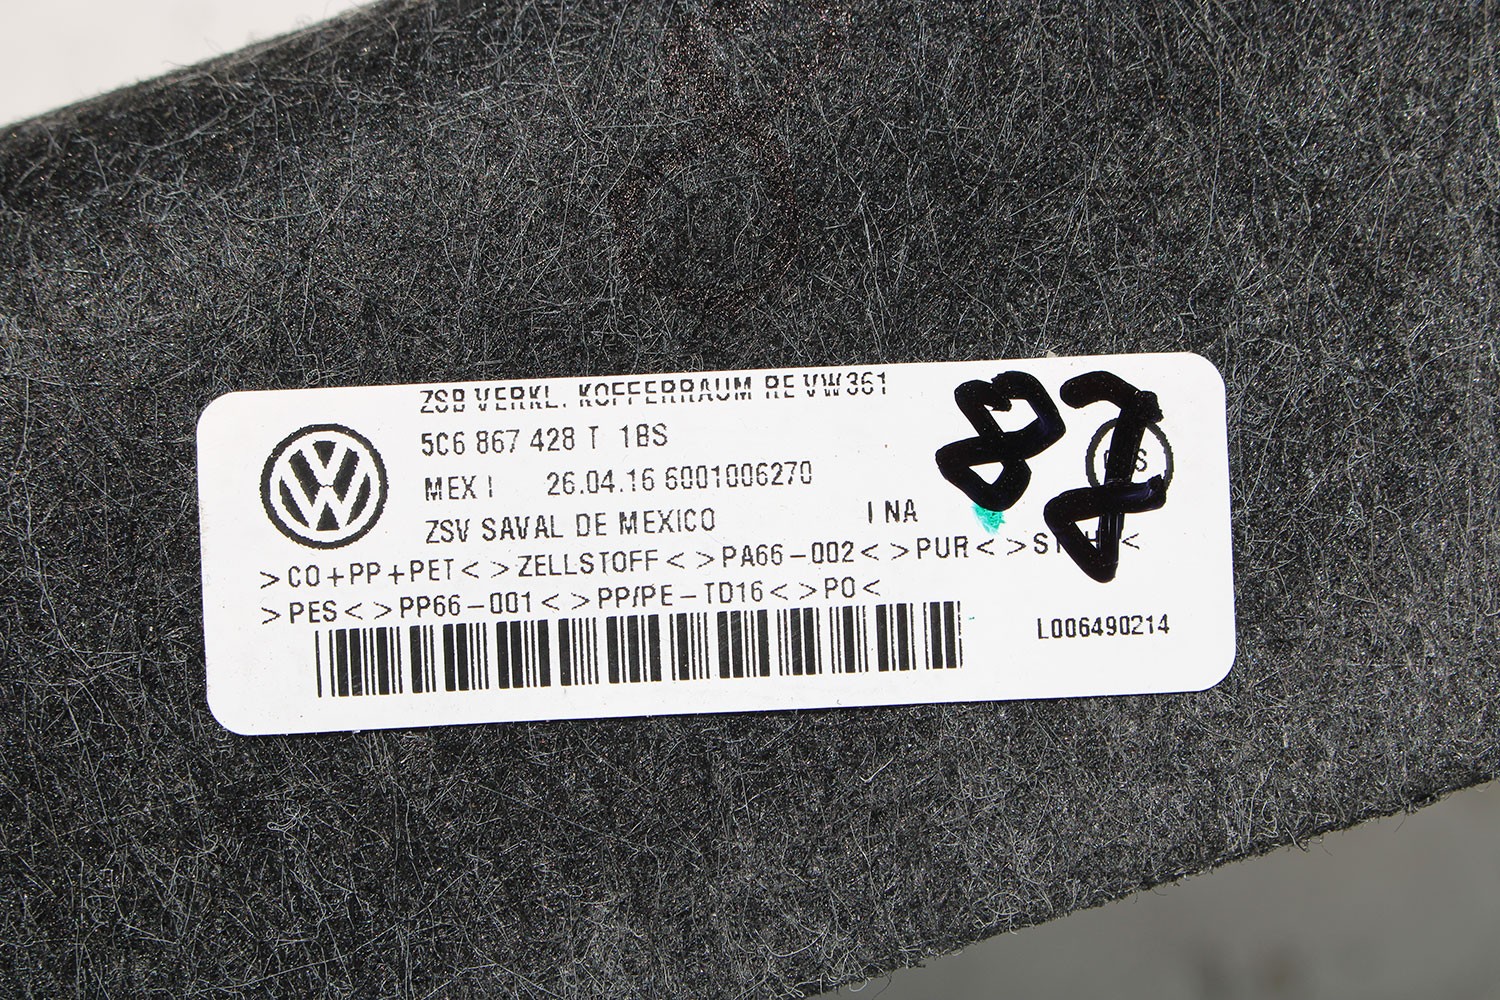 ZSB VERKL. KOFFERRAUM RE VW361
5C6 867 428 T 1BS
MEX I 26.04.16 6001006270
ZSV SAVAL DE MEXICO I NA
>CO+PP+PET< >ZELLSTOFF< >PA66-002< >PUR<
>PES< >PP66-001< >PP/PE-TD16< >PO<
L006490214
87